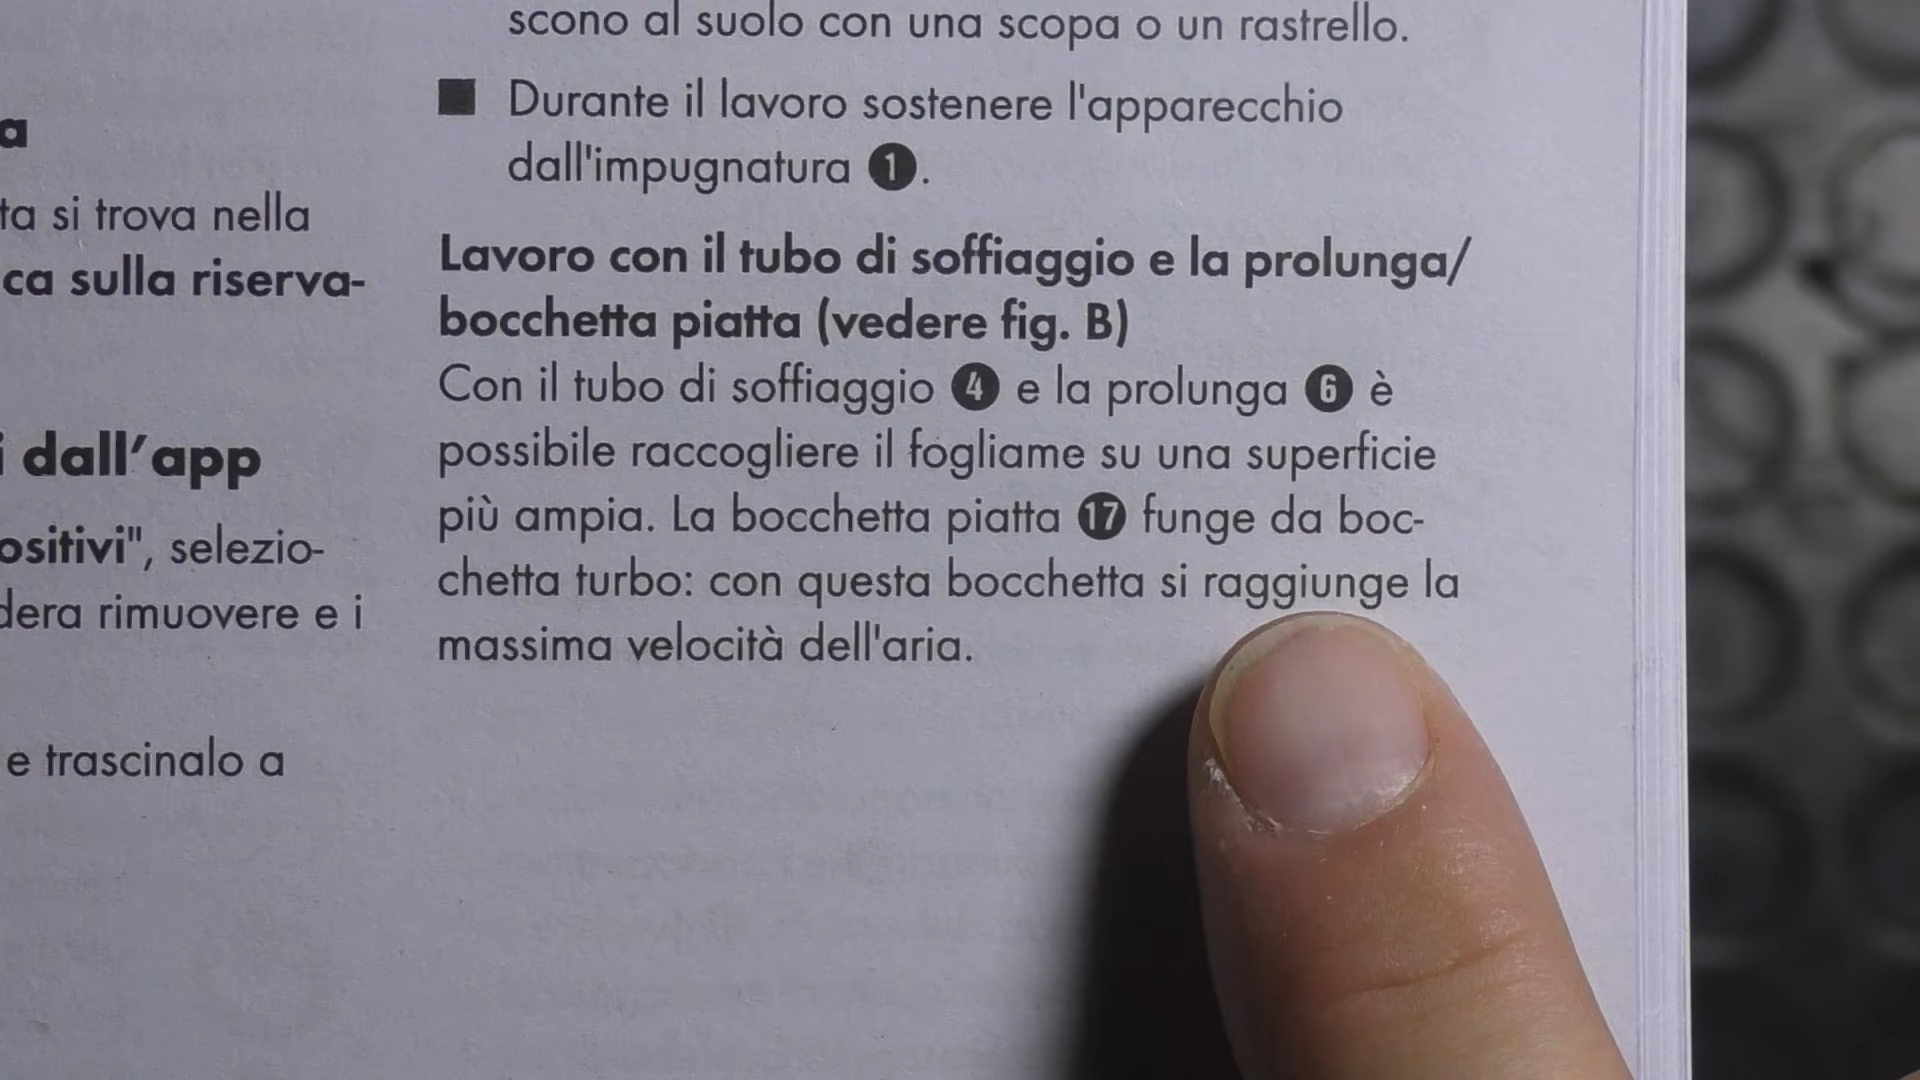 a
ta si trova nella
ca sulla riserva-
i dall'app
ositivi", selezio-
dera rimuovere e i
e trascinalo a
scono al suolo con una scopa o un rastrello.
■ Durante il lavoro sostenere l'apparecchio
dall'impugnatura 1.
Lavoro con il tubo di soffiaggio e la prolunga/
bocchetta piatta (vedere fig. B)
Con il tubo di soffiaggio 4 e la prolunga 6 è
possibile raccogliere il fogliame su una superficie
più ampia. La bocchetta piatta 17 funge da boc-
chetta turbo: con questa bocchetta si raggiunge la
massima velocità dell'aria.